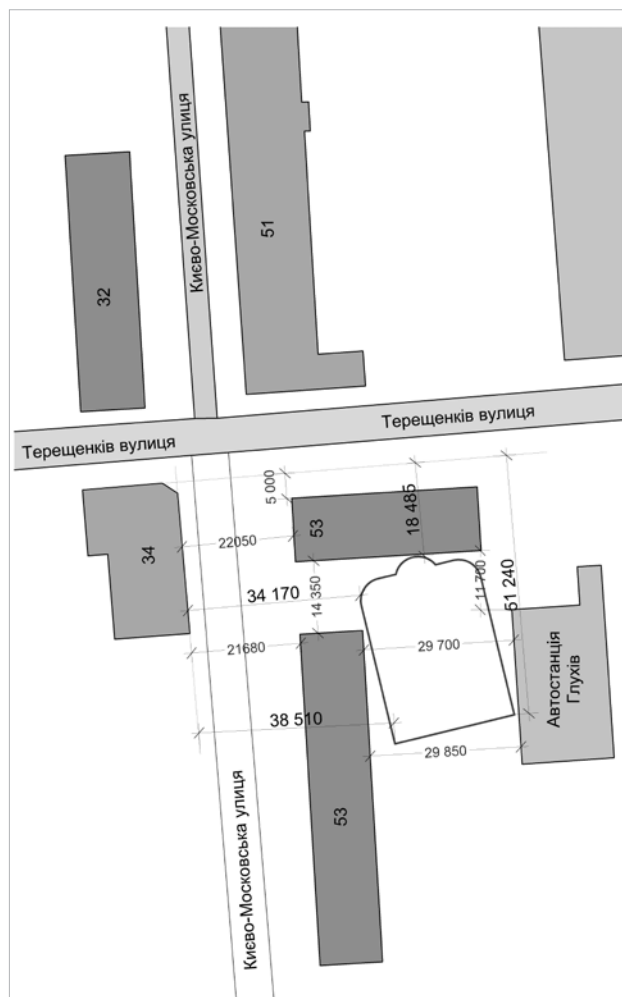 Києво-Московська улиця
51
32
Терещенків вулиця
Терещенків вулиця
5 000
18 485
53
34
22050
11 700
51 240
14 350
34 170
21680
29 700
Автостанція
Глухів
38 510
29 850
53
Києво-Московська улиця